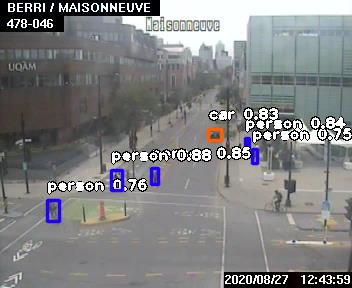 BERRI / MAISONNEUVE
478-046
Maisonneuve
UQÀM
car 0.83
person 0.84
person 0.75
person 0.88
0.85
person 0.76
2020/08/27 12:43:59